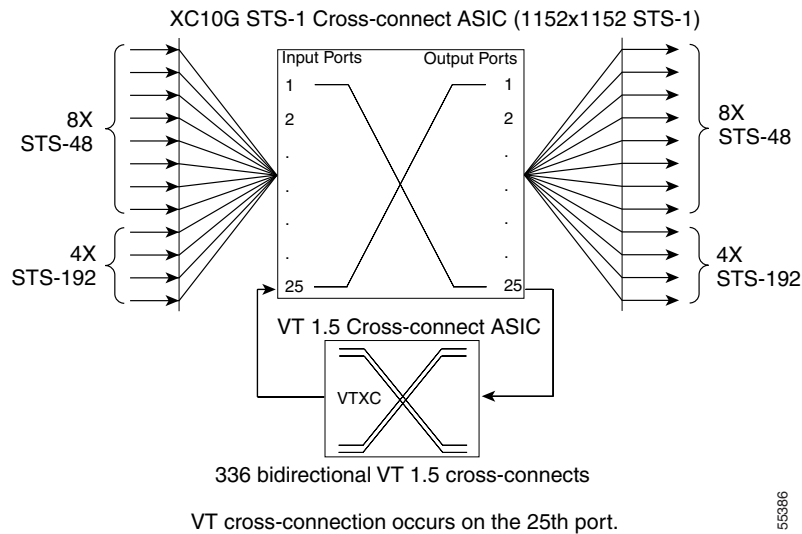 XC10G STS-1 Cross-connect ASIC (1152x1152 STS-1)
Input Ports
Output Ports
1
2
.
.
.
.
25
1
2
.
.
.
.
25
8X
STS-48
4X
STS-192
8X
STS-48
4X
STS-192
VT 1.5 Cross-connect ASIC
VTXC
336 bidirectional VT 1.5 cross-connects
VT cross-connection occurs on the 25th port.
55386